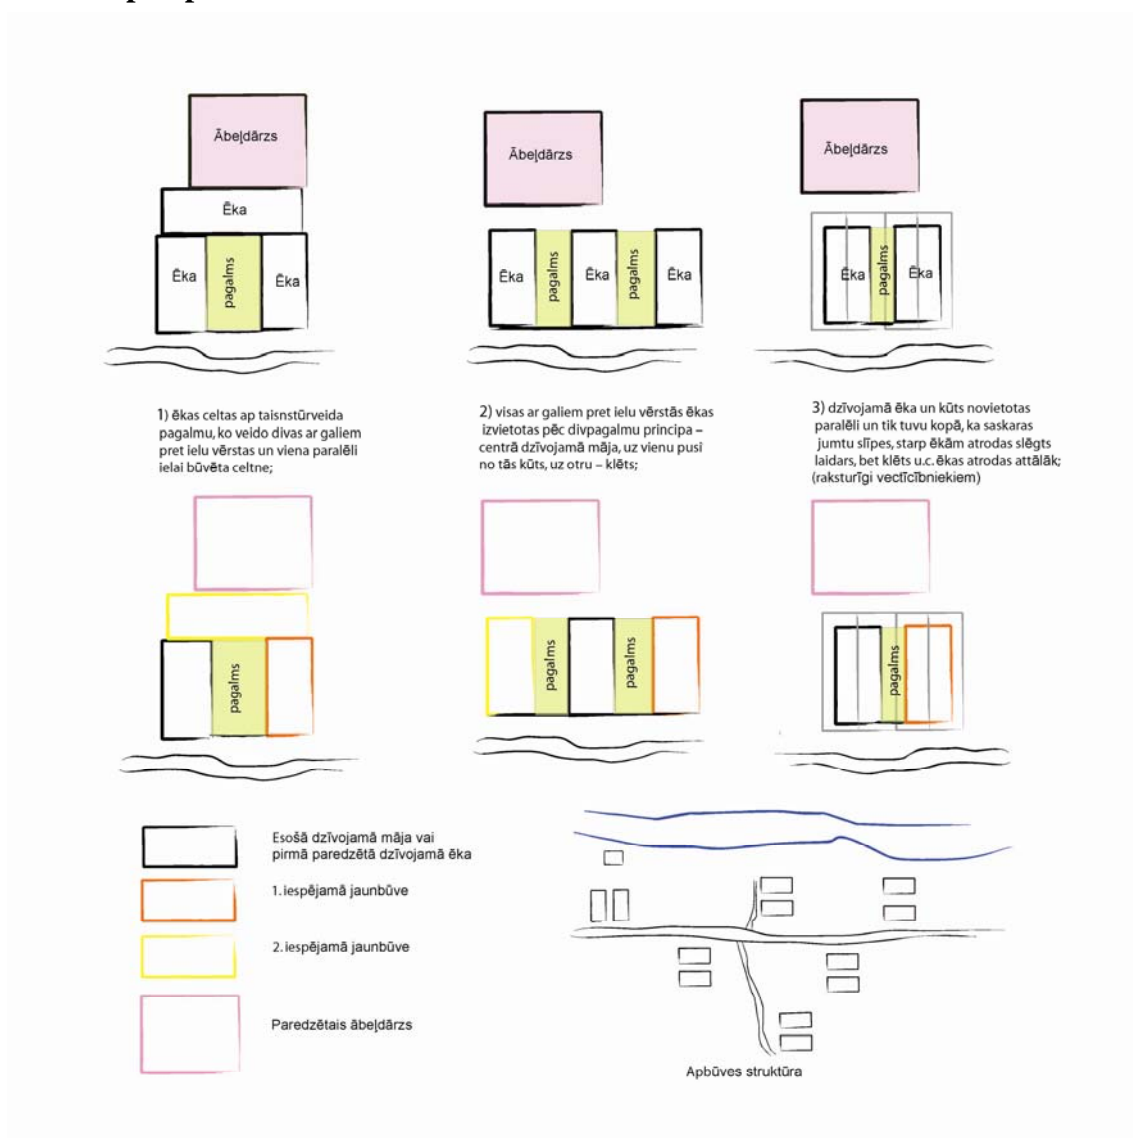 Ābeļdārzs
Ēka
Ēka
pagalms
Ēka
Ābeļdārzs
Ēka
pagalms
Ēka
pagalms
Ēka
Ābeļdārzs
Ēka
pagalms
Ēka
1) ēkas celtas ap taisnstūrveida
pagalmu, ko veido divas ar galiem
pret ielu vērstas un viena paralēli
ielai būvēta celtne;
2) visas ar galiem pret ielu vērstās ēkas
izvietotas pēc divpagalmu principa –
centrā dzīvojamā māja, uz vienu pusi
no tās kūts, uz otru – klēts;
3) dzīvojamā ēka un kūts novietotas
paralēli un tik tuvu kopā, ka saskaras
jumtu slīpes, starp ēkām atrodas slēgts
laidars, bet klēts u.c. ēkas atrodas attālāk;
(raksturīgi vectīcībniekiem)
pagalms
pagalms
pagalms
pagalms
Esošā dzīvojamā māja vai
pirmā paredzētā dzīvojamā ēka
1. iespējamā jaunbūve
2. iespējamā jaunbūve
Paredzētais ābeļdārzs
Apbūves struktūra